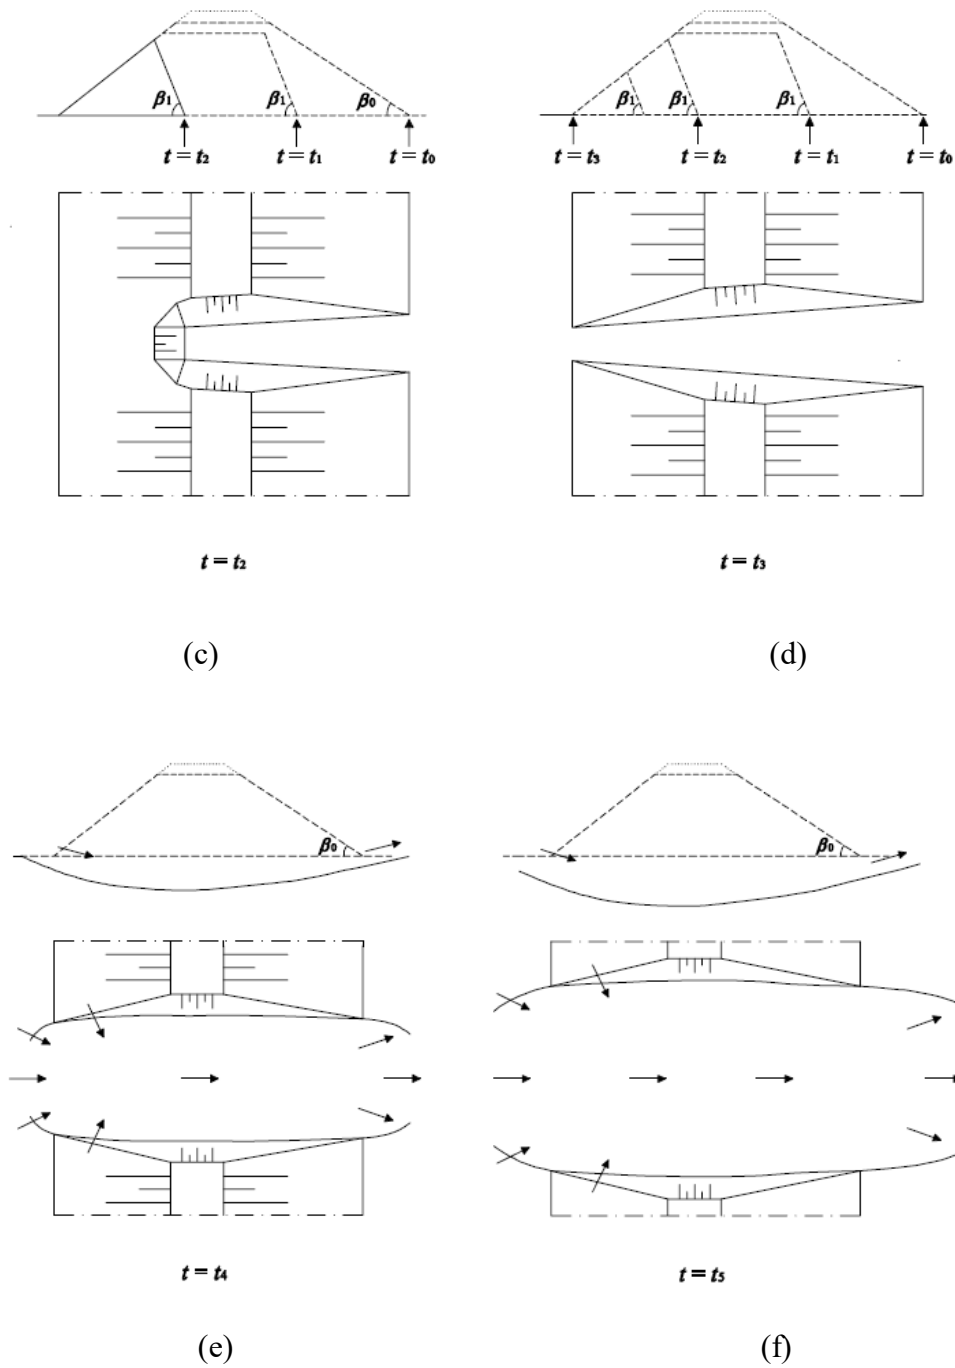 β₁ β₁ β₀ β₁ β₁ β₁
t = t₂ t = t₁ t = t₀ t = t₃ t = t₂ t = t₁ t = t₀
t = t₂ t = t₃
(c) (d)
β₀ β₀
t = t₄ t = t₅
(e) (f)